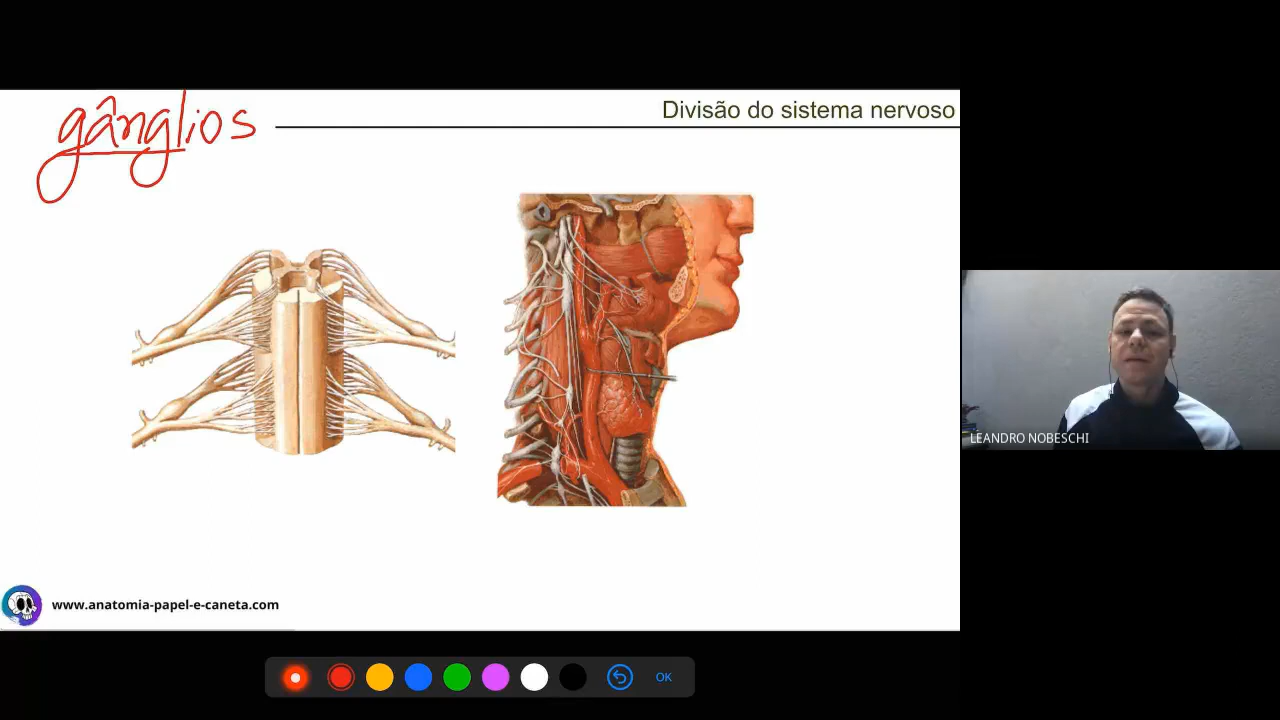 gânglios
Divisão do sistema nervoso
LEANDRO NOBESCHI
www.anatomia-papel-e-caneta.com
OK